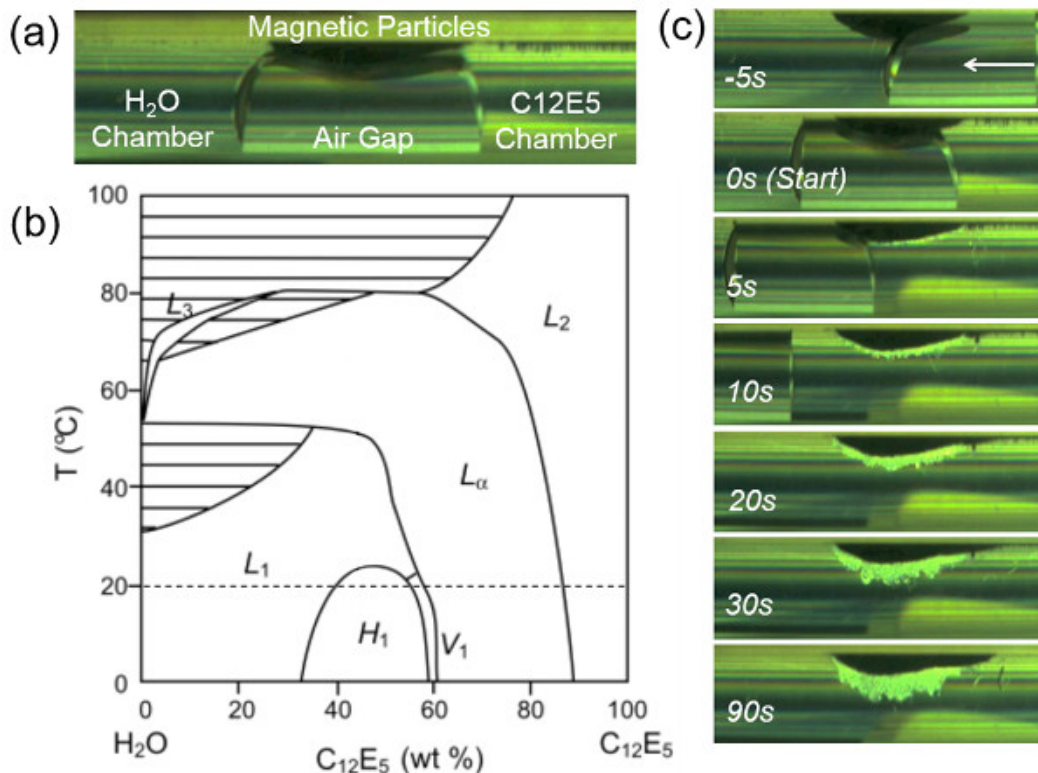 (a)
Magnetic Particles
H₂O
Chamber
Air Gap
C12E5
Chamber
(b)
100
80
60
40
20
0
T (°C)
L₃
L₂
Lα
L₁
H₁
V₁
0 20 40 60 80 100
H₂O
C₁₂E₅ (wt %)
C₁₂E₅
(c)
-5s
0s (Start)
5s
10s
20s
30s
90s